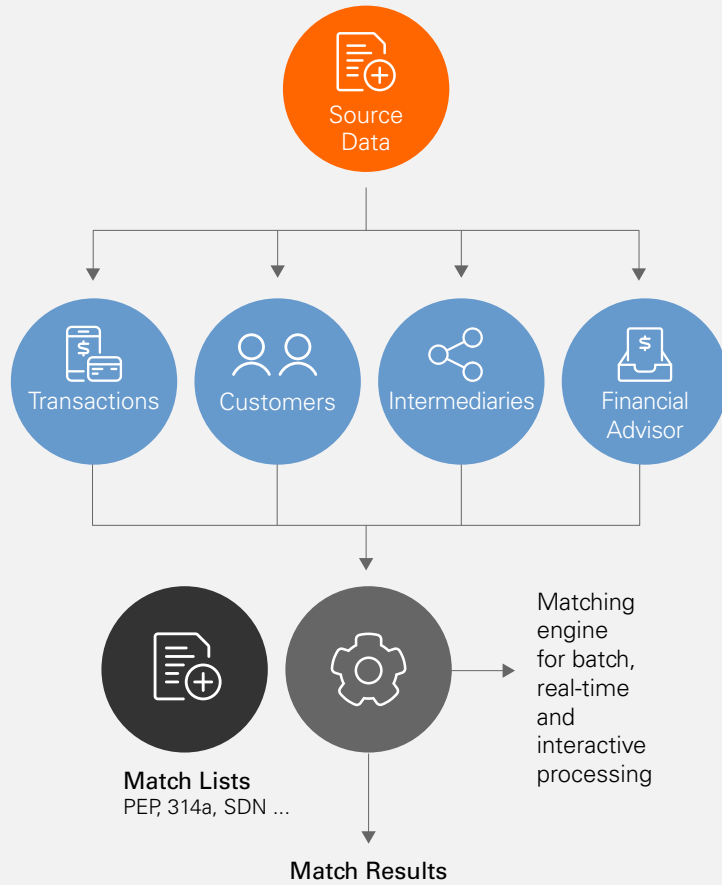 Source
Data
Transactions
Customers
Intermediaries
Financial
Advisor
Matching
engine
for batch,
real-time
and
interactive
processing
Match Lists
PEP, 314a, SDN ...
Match Results